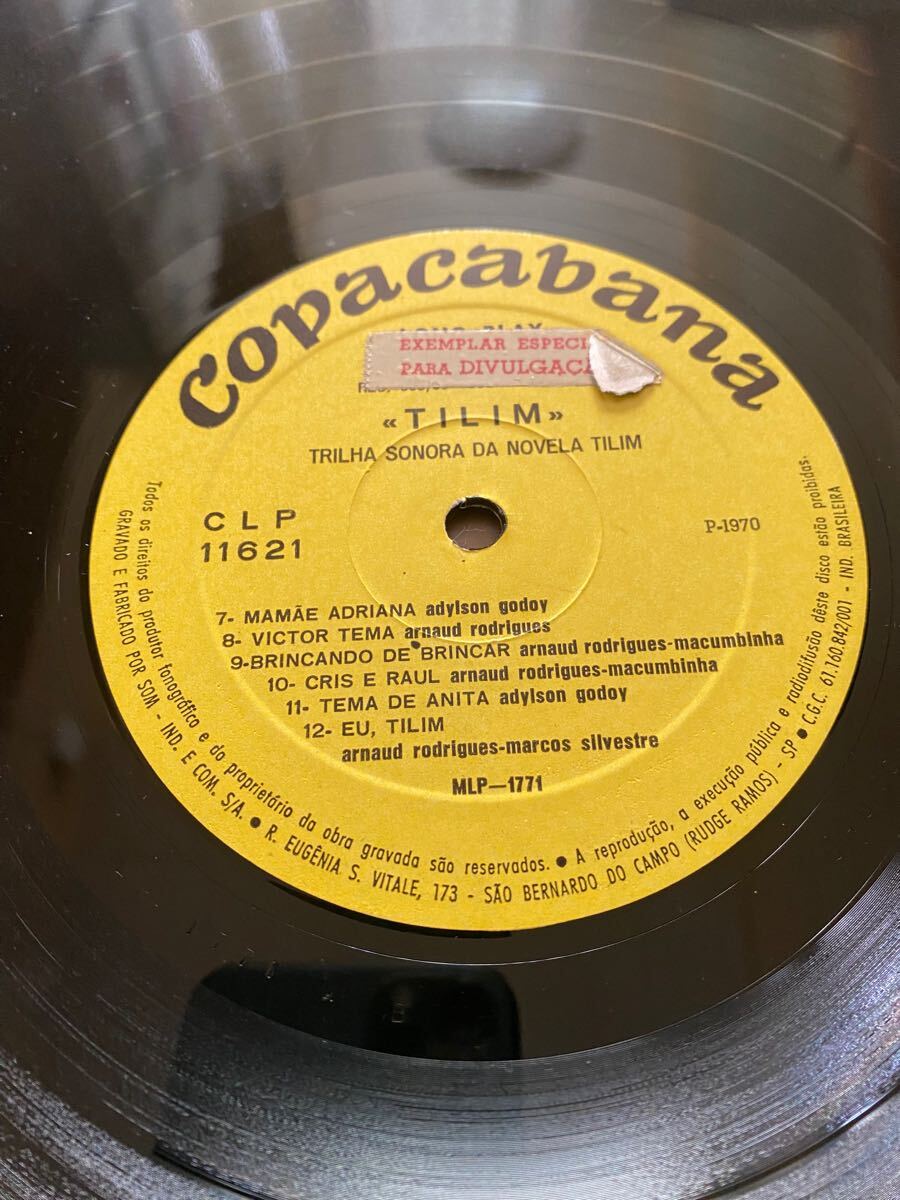 Copacabana
LONG PLAY
EXEMPLAR ESPECI
PARA DIVULGAÇÃ
«TILIM»
TRILHA SONORA DA NOVELA TILIM
CLP
11621
P-1970
7- MAMÃE ADRIANA adylson godoy
8- VICTOR TEMA arnaud rodrigues
9-BRINCANDO DE BRINCAR arnaud rodrigues-macumbinha
10- CRIS E RAUL arnaud rodrigues-macumbinha
11- TEMA DE ANITA adylson godoy
12- EU, TILIM
arnaud rodrigues-marcos silvestre
MLP—1771
Todos os direitos do produtor fonográfico e do proprietário da obra gravada são reservados. ● A reprodução, a execução pública e radiodifusão dêste disco estão proibidas.
GRAVADO E FABRICADO POR SOM - IND. E COM. S/A. ● R. EUGÊNIA S. VITALE, 173 - SÃO BERNARDO DO CAMPO (RUDGE RAMOS) - SP ● C.G.C. 61.160.842/001 - IND. BRASILEIRA